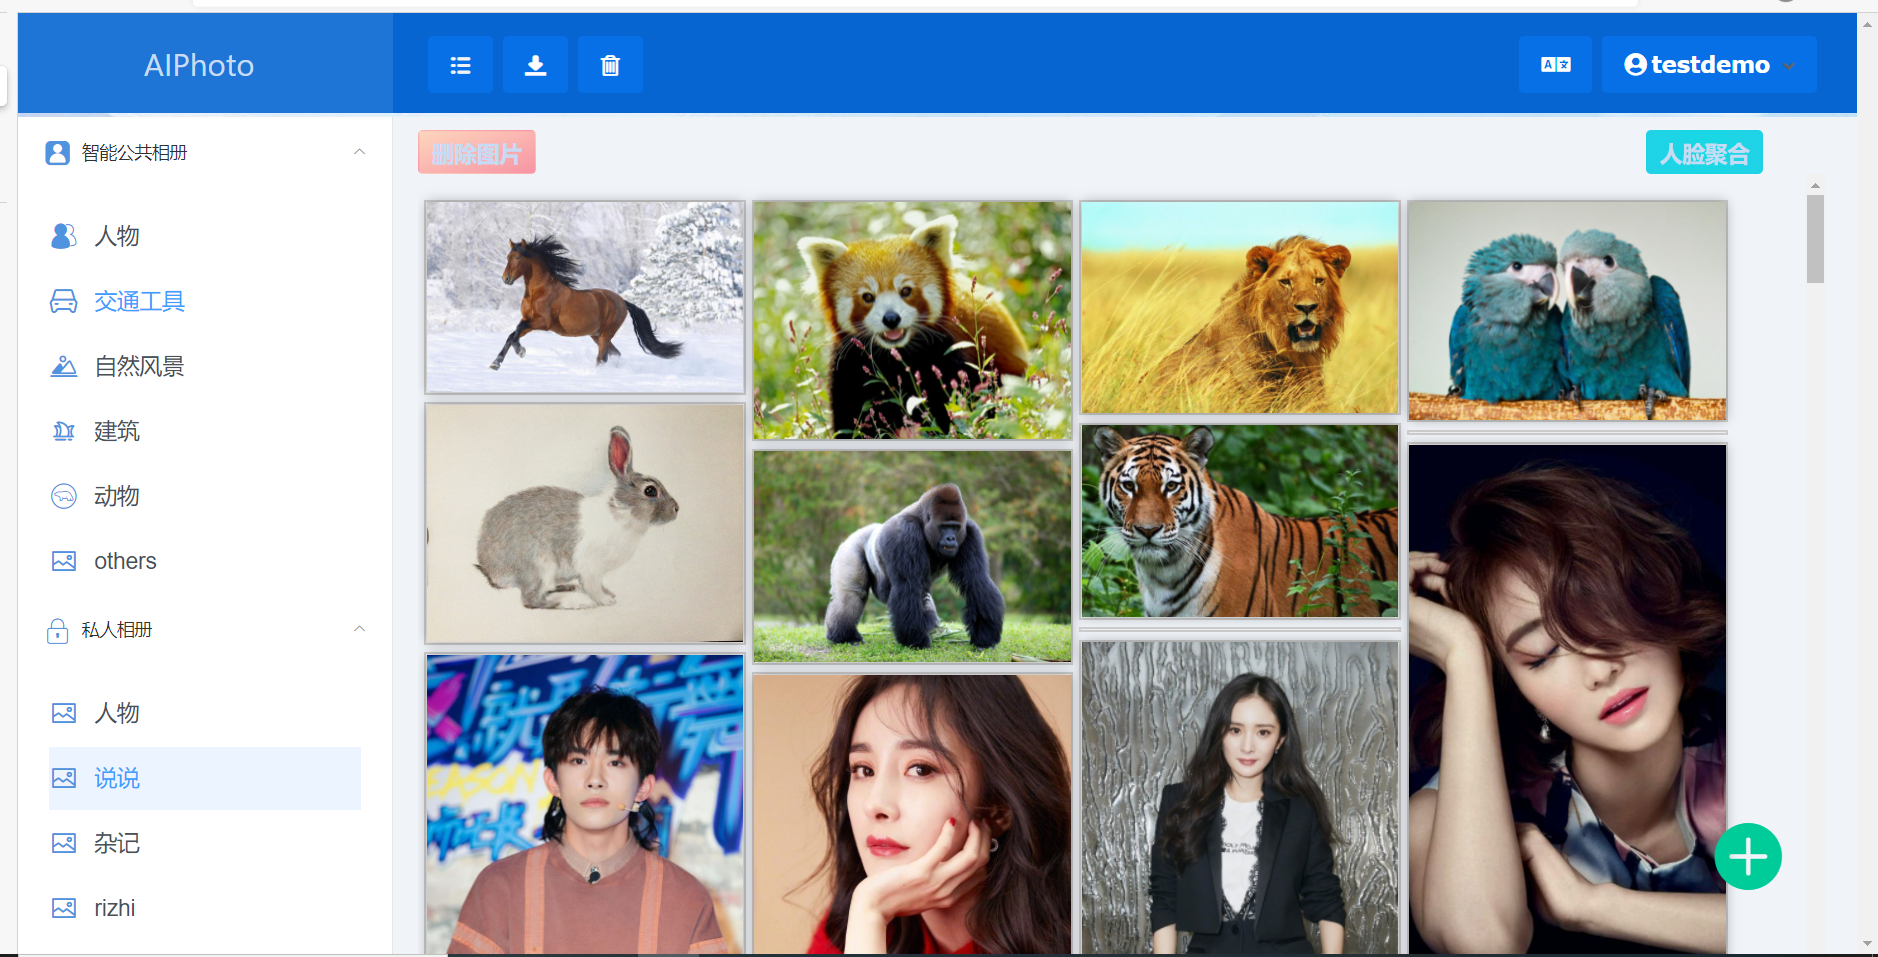 AIPhoto
testdemo
智能公共相册
人物
交通工具
自然风景
建筑
动物
others
私人相册
人物
说说
杂记
rizhi
删除图片
人脸聚合